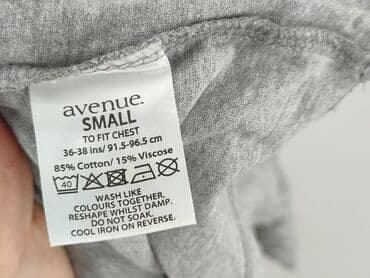 avenue.
SMALL
TO FIT CHEST
36-38 ins/ 91.5-96.5 cm
85% Cotton/ 15% Viscose
40
WASH LIKE
COLOURS TOGETHER.
RESHAPE WHILST DAMP.
DO NOT SOAK.
COOL IRON ON REVERSE.